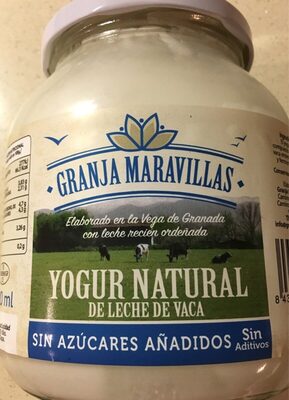 GRANJA MARAVILLAS
Elaborado en la Vega de Granada
con leche recien ordeñada
YOGUR NATURAL
DE LECHE DE VACA
SIN AZÚCARES AÑADIDOS
Sin
Aditivos